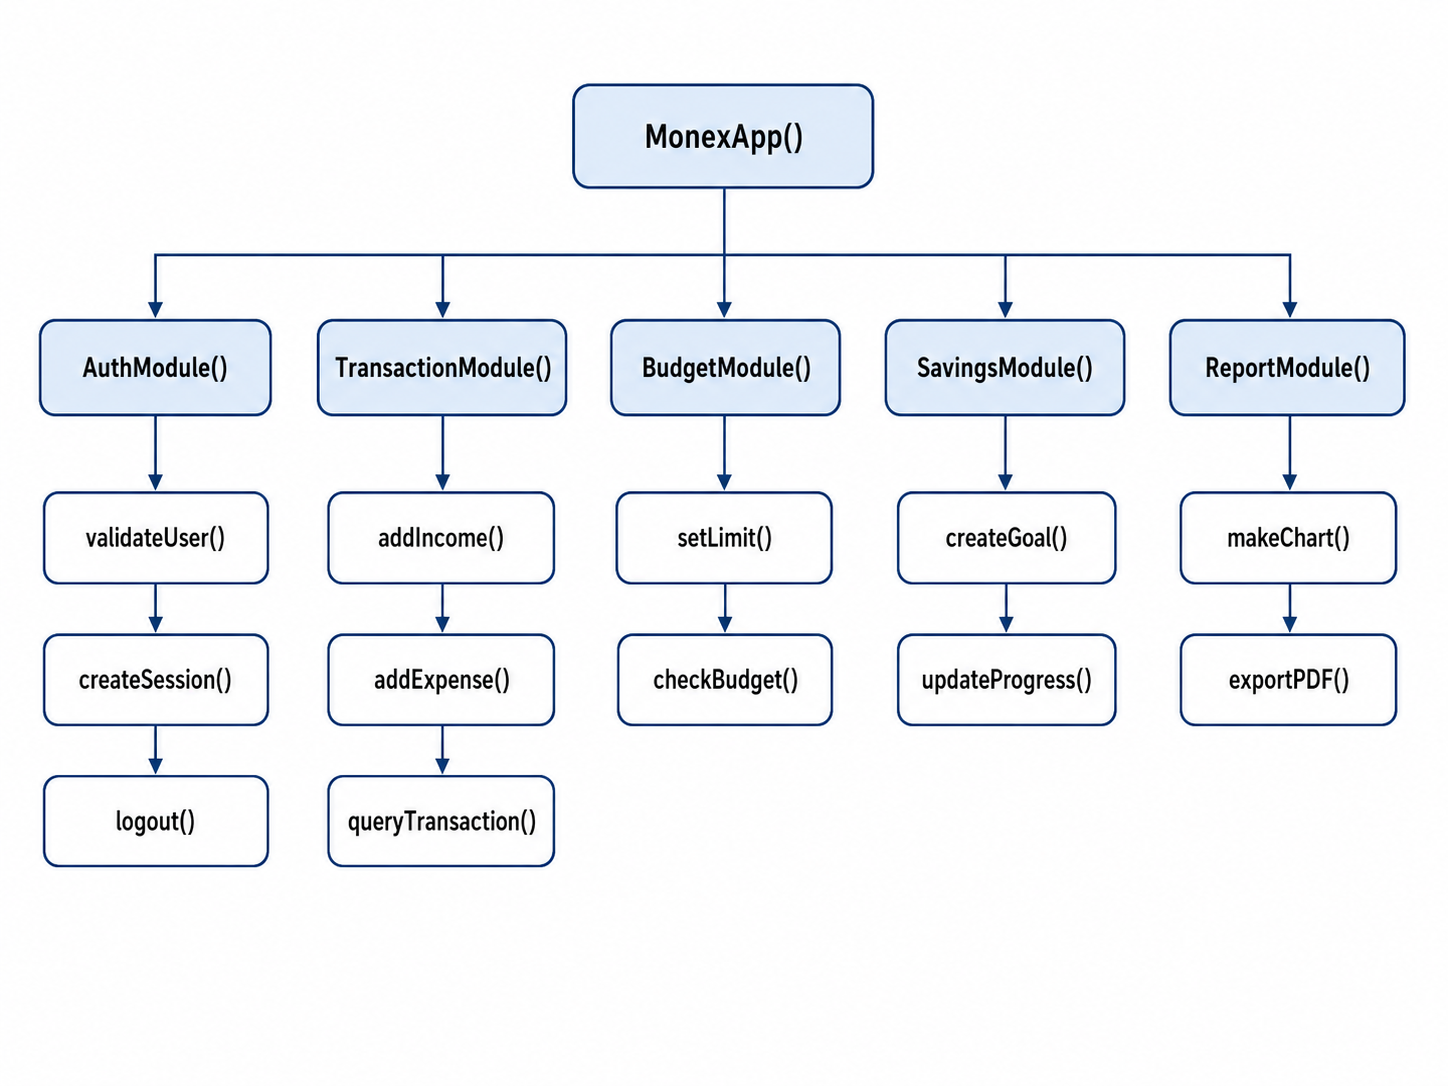 MonexApp()
AuthModule()
TransactionModule()
BudgetModule()
SavingsModule()
ReportModule()
validateUser()
addIncome()
setLimit()
createGoal()
makeChart()
createSession()
addExpense()
checkBudget()
updateProgress()
exportPDF()
logout()
queryTransaction()